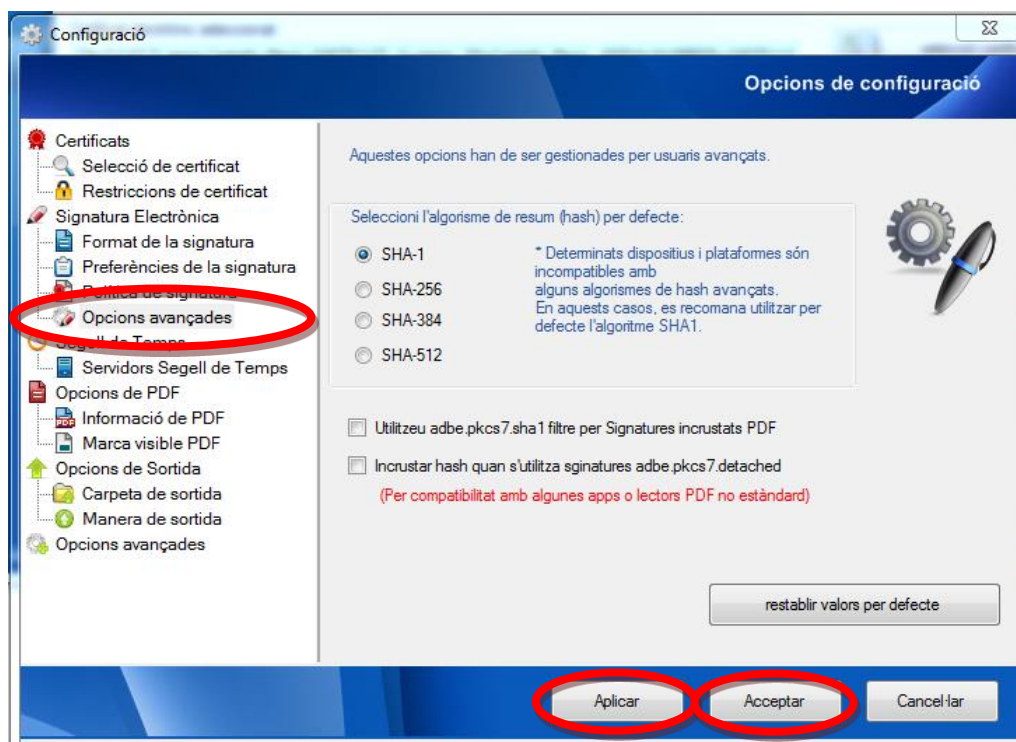 Configuració
Opcions de configuració
Certificats
Selecció de certificat
Restriccions de certificat
Signatura Electrònica
Format de la signatura
Preferències de la signatura
Política de signatura
Opcions avançades
Segell de Temps
Servidors Segell de Temps
Opcions de PDF
Informació de PDF
Marca visible PDF
Opcions de Sortida
Carpeta de sortida
Manera de sortida
Opcions avançades
Aquestes opcions han de ser gestionades per usuaris avançats.
Seleccioni l'algorisme de resum (hash) per defecte:
SHA-1
SHA-256
SHA-384
SHA-512
* Determinats dispositius i plataformes són
incompatibles amb
alguns algorismes de hash avançats.
En aquests casos, es recomana utilitzar per
defecte l'algoritme SHA1.
Utilitzeu adbe.pkcs7.sha1 filtre per Signatures incrustats PDF
Incrustar hash quan s'utilitza sginatures adbe.pkcs7.detached
(Per compatibilitat amb algunes apps o lectors PDF no estàndard)
restablir valors per defecte
Aplicar
Acceptar
Cancel·lar